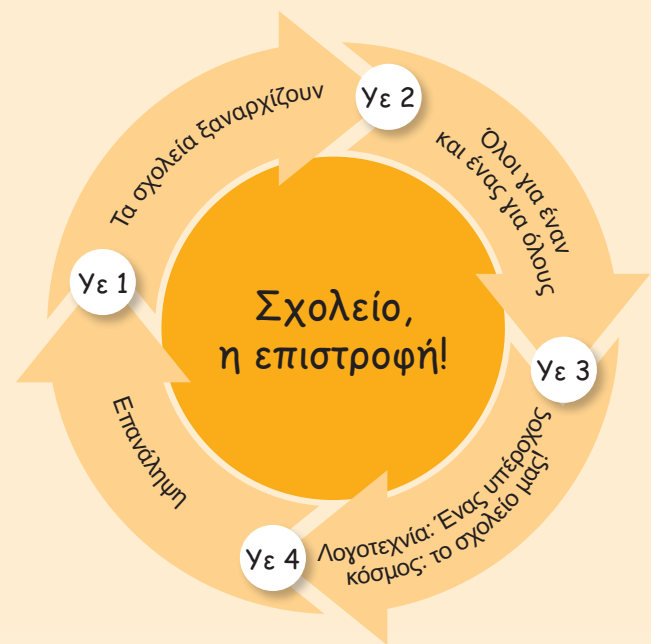 Σχολείο,
η επιστροφή!
Υε 1
Τα σχολεία ξαναρχίζουν
Υε 2
Όλοι για έναν
και ένας για όλους
Υε 3
Λογοτεχνία: Ένας υπέροχος
κόσμος: το σχολείο μας!
Υε 4
Επανάληψη